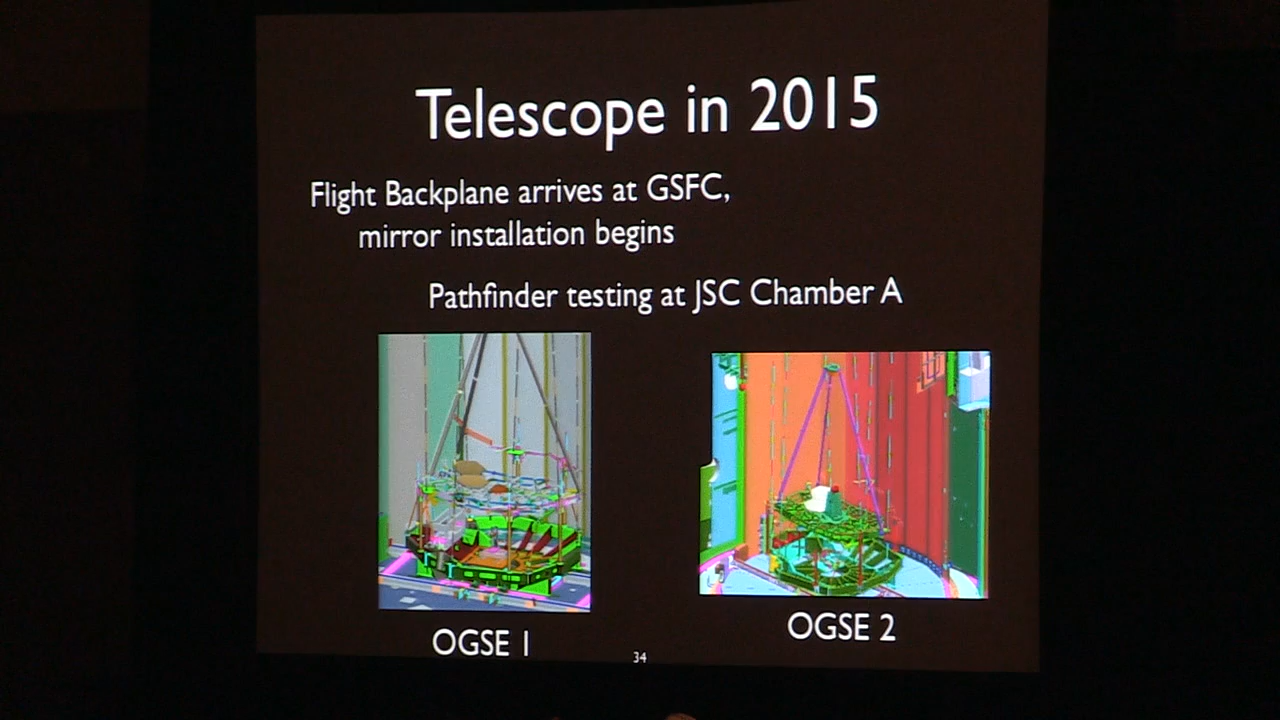 Telescope in 2015
Flight Backplane arrives at GSFC,
mirror installation begins
Pathfinder testing at JSC Chamber A
OGSE 1
OGSE 2
34